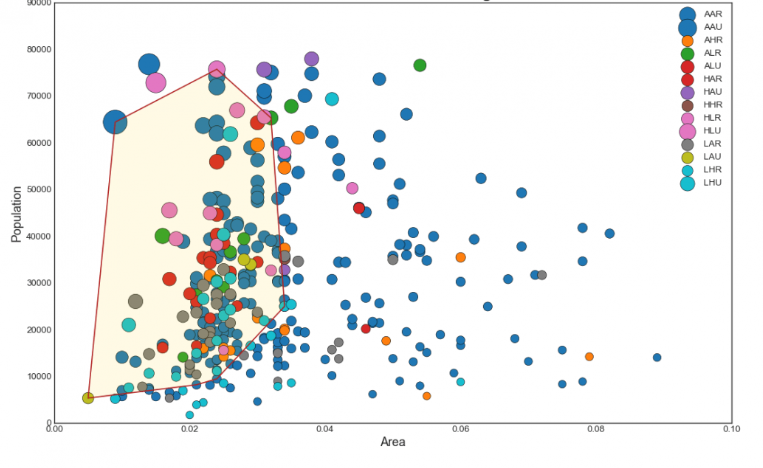 90000
80000
70000
60000
50000
40000
30000
20000
10000
0
Population
0.00
0.02
0.04
0.06
0.08
0.10
Area
AAR
AAU
AHR
ALR
ALU
HAR
HAU
HHR
HLR
HLU
LAR
LAU
LHR
LHU